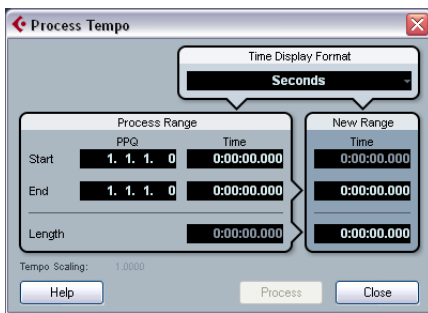 Process Tempo
Time Display Format
Seconds
Process Range
New Range
PPQ Time Time
Start 1. 1. 1. 0 0:00:00.000 0:00:00.000
End 1. 1. 1. 0 0:00:00.000 0:00:00.000
Length 0:00:00.000 0:00:00.000
Tempo Scaling: 1.0000
Help Process Close